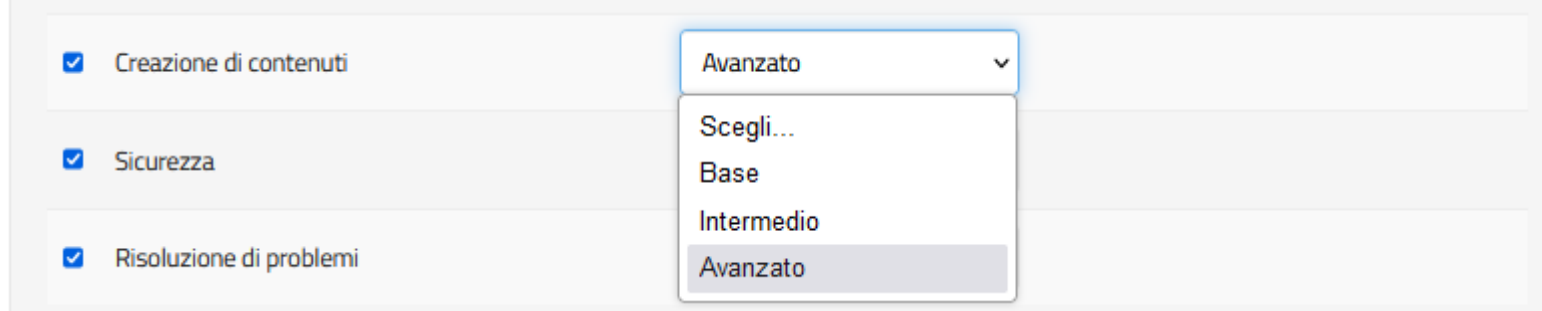 Creazione di contenuti
Avanzato
Scegli...
Sicurezza
Base
Intermedio
Risoluzione di problemi
Avanzato